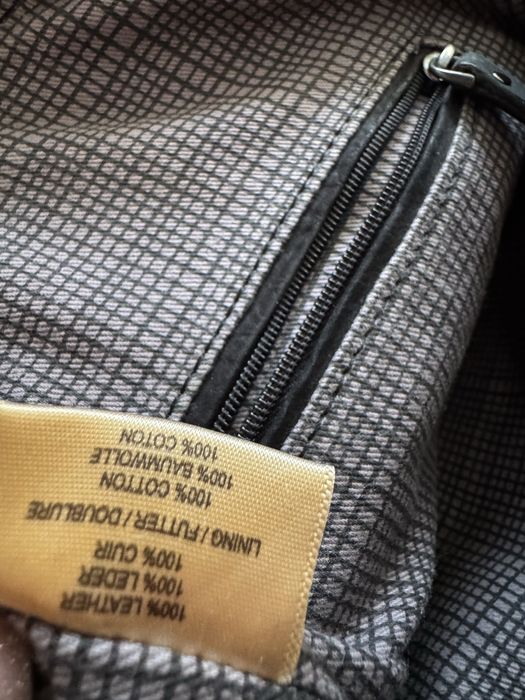 100% LEATHER
100% LEDER
100% CUIR
LINING / FUTTER / DOUBLURE
100% COTTON
100% BAUMWOLLE
100% COTON